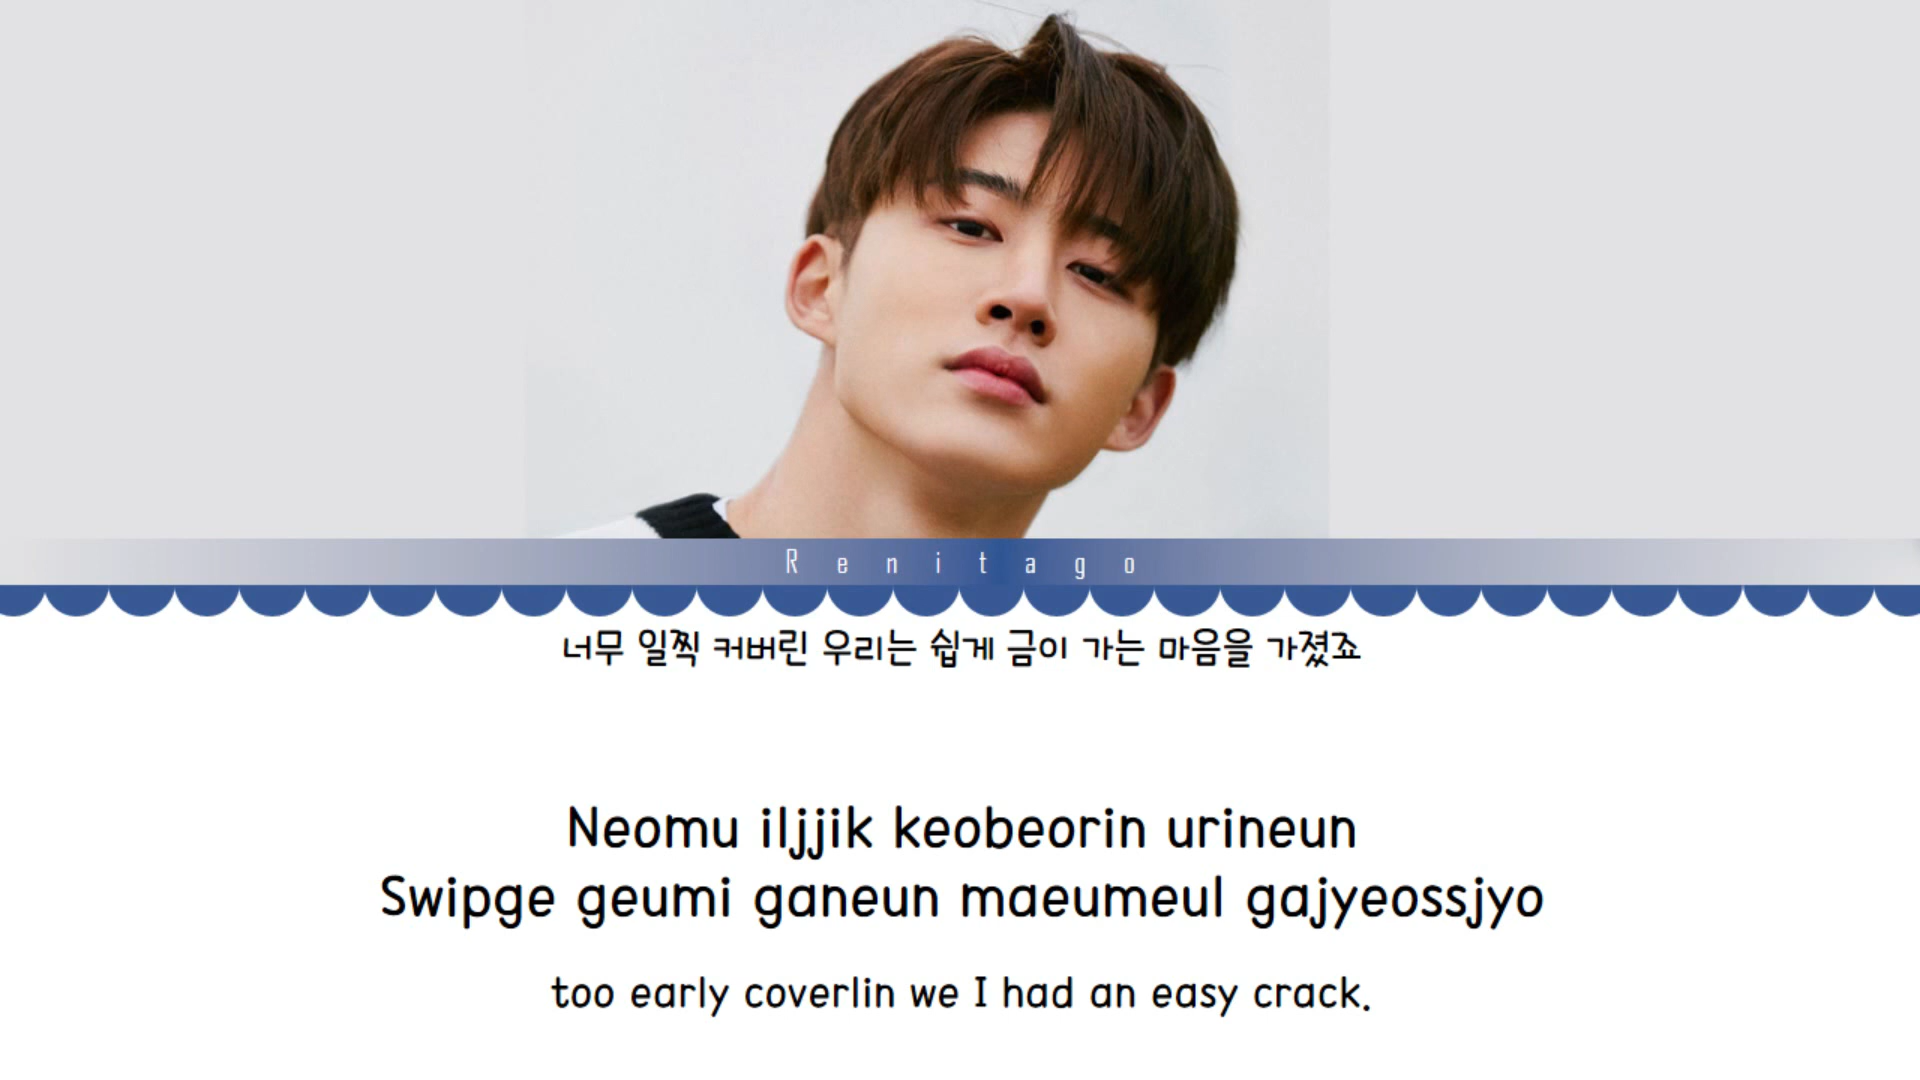 Renitago
너무 일찍 커버린 우리는 쉽게 금이 가는 마음을 가졌죠
Neomu iljjik keobeorin urineun
Swipge geumi ganeun maeumeul gajyeossjyo
too early coverlin we I had an easy crack.